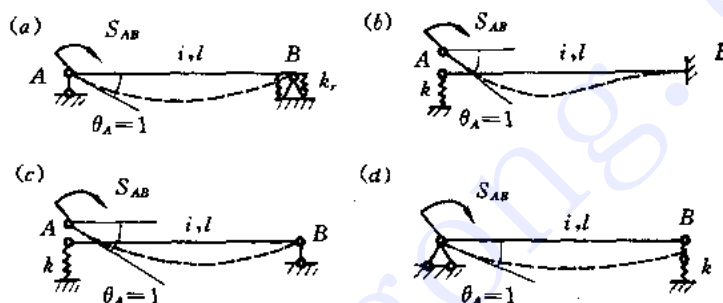 (a) S_AB
A i,l B k_r
θ_A=1
(b) S_AB
A i,l
k
θ_A=1
(c) S_AB
A i,l B
k
θ_A=1
(d) S_AB
i,l B
k
θ_A=1